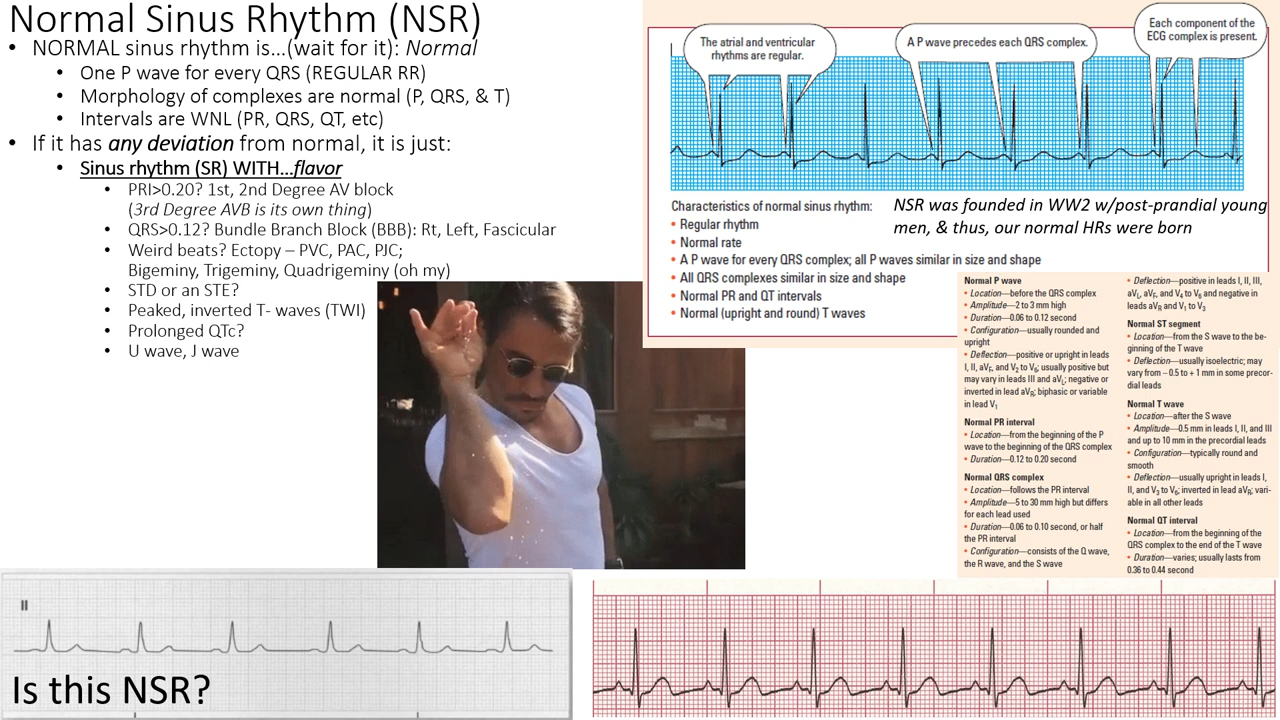 Normal Sinus Rhythm (NSR)
• NORMAL sinus rhythm is…(wait for it): Normal
• One P wave for every QRS (REGULAR RR)
• Morphology of complexes are normal (P, QRS, & T)
• Intervals are WNL (PR, QRS, QT, etc)
• If it has any deviation from normal, it is just:
• Sinus rhythm (SR) WITH…flavor
• PRI>0.20? 1st, 2nd Degree AV block
(3rd Degree AVB is its own thing)
• QRS>0.12? Bundle Branch Block (BBB): Rt, Left, Fascicular
• Weird beats? Ectopy – PVC, PAC, PJC;
Bigeminy, Trigeminy, Quadrigeminy (oh my)
• STD or an STE?
• Peaked, inverted T- waves (TWI)
• Prolonged QTc?
• U wave, J wave
The atrial and ventricular
rhythms are regular.
A P wave precedes each QRS complex.
Each component of the
ECG complex is present.
Characteristics of normal sinus rhythm:
• Regular rhythm
• Normal rate
• A P wave for every QRS complex; all P waves similar in size and shape
• All QRS complexes similar in size and shape
• Normal PR and QT intervals
• Normal (upright and round) T waves
NSR was founded in WW2 w/post-prandial young
men, & thus, our normal HRs were born
Normal P wave
• Location—before the QRS complex
• Amplitude—2 to 3 mm high
• Duration—0.06 to 0.12 second
• Configuration—usually rounded and
upright
• Deflection—positive or upright in leads
I, II, aVF, and V2 to V6; usually positive but
may vary in leads III and aVL; negative or
inverted in lead aVR; biphasic or variable
in lead V1
Normal PR interval
• Location—from the beginning of the P
wave to the beginning of the QRS complex
• Duration—0.12 to 0.20 second
Normal QRS complex
• Location—follows the PR interval
• Amplitude—5 to 30 mm high but differs
for each lead used
• Duration—0.06 to 0.10 second, or half
the PR interval
• Configuration—consists of the Q wave,
the R wave, and the S wave
• Deflection—positive in leads I, II, III,
aVL, aVF, and V4 to V6 and negative in
leads aVR and V1 to V3
Normal ST segment
• Location—from the S wave to the be-
ginning of the T wave
• Deflection—usually isoelectric; may
vary from – 0.5 to + 1 mm in some precor-
dial leads
Normal T wave
• Location—after the S wave
• Amplitude—0.5 mm in leads I, II, and III
and up to 10 mm in the precordial leads
• Configuration—typically round and
smooth
• Deflection—usually upright in leads I,
II, and V3 to V6; inverted in lead aVR; vari-
able in all other leads
Normal QT interval
• Location—from the beginning of the
QRS complex to the end of the T wave
• Duration—varies; usually lasts from
0.36 to 0.44 second
II
Is this NSR?